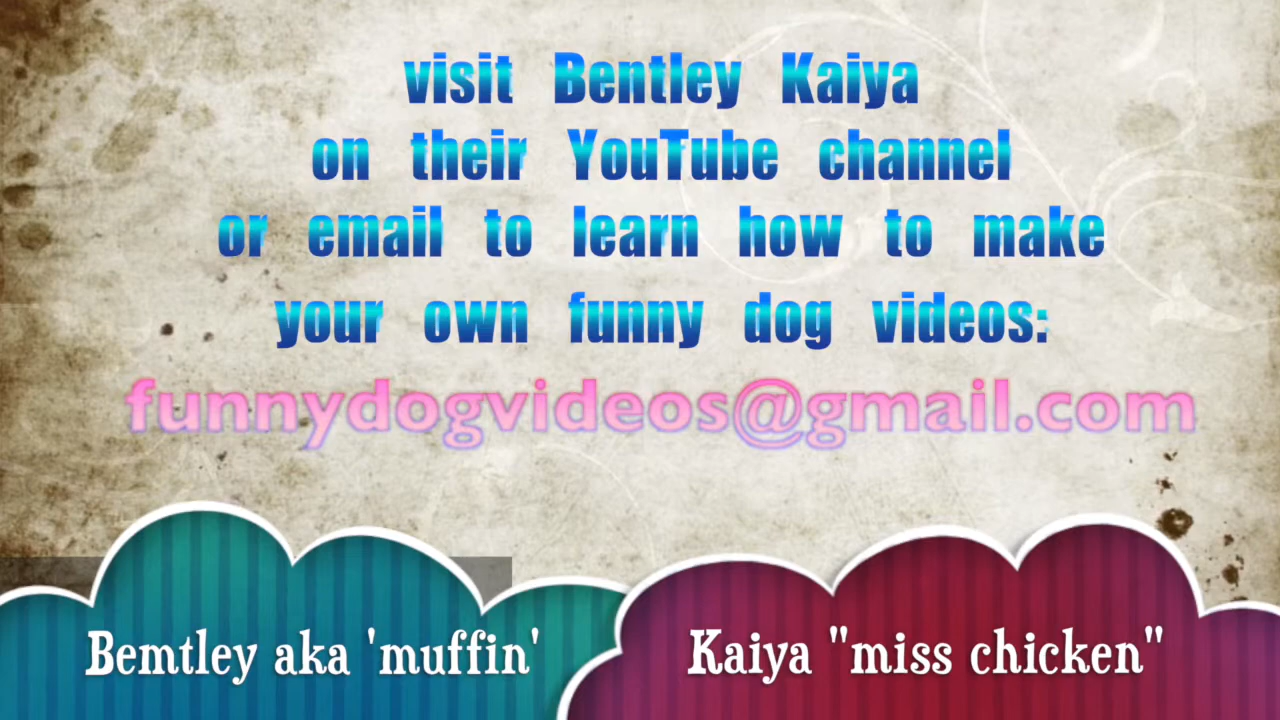 visit Bentley Kaiya
on their YouTube channel
or email to learn how to make
your own funny dog videos:
funnydogvideos@gmail.com
Bemtley aka 'muffin'
Kaiya "miss chicken"